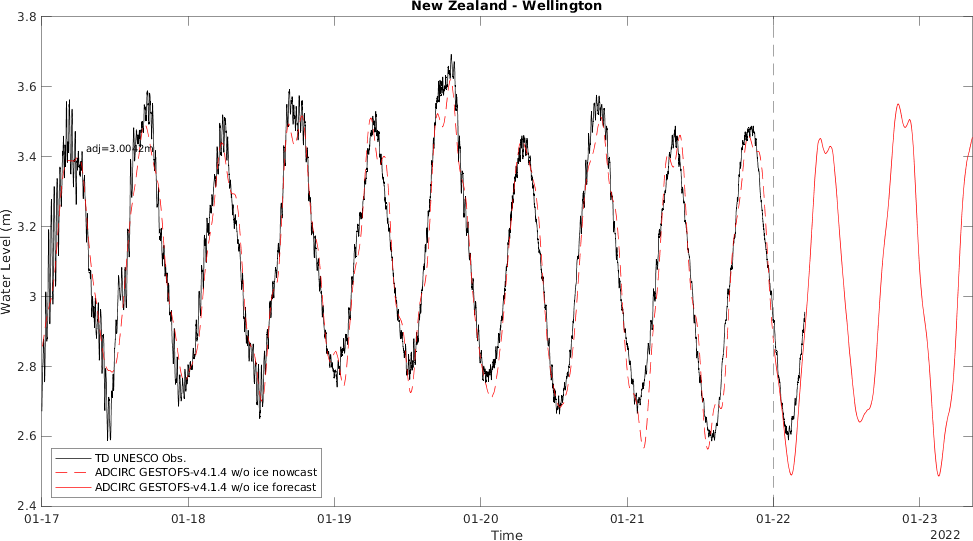 New Zealand - Wellington
3.8
3.6
3.4
3.2
3
2.8
2.6
2.4
Water Level (m)
adj=3.0042m
TD UNESCO Obs.
ADCIRC GESTOFS-v4.1.4 w/o ice nowcast
ADCIRC GESTOFS-v4.1.4 w/o ice forecast
01-17 01-18 01-19 01-20 01-21 01-22 01-23
Time
2022